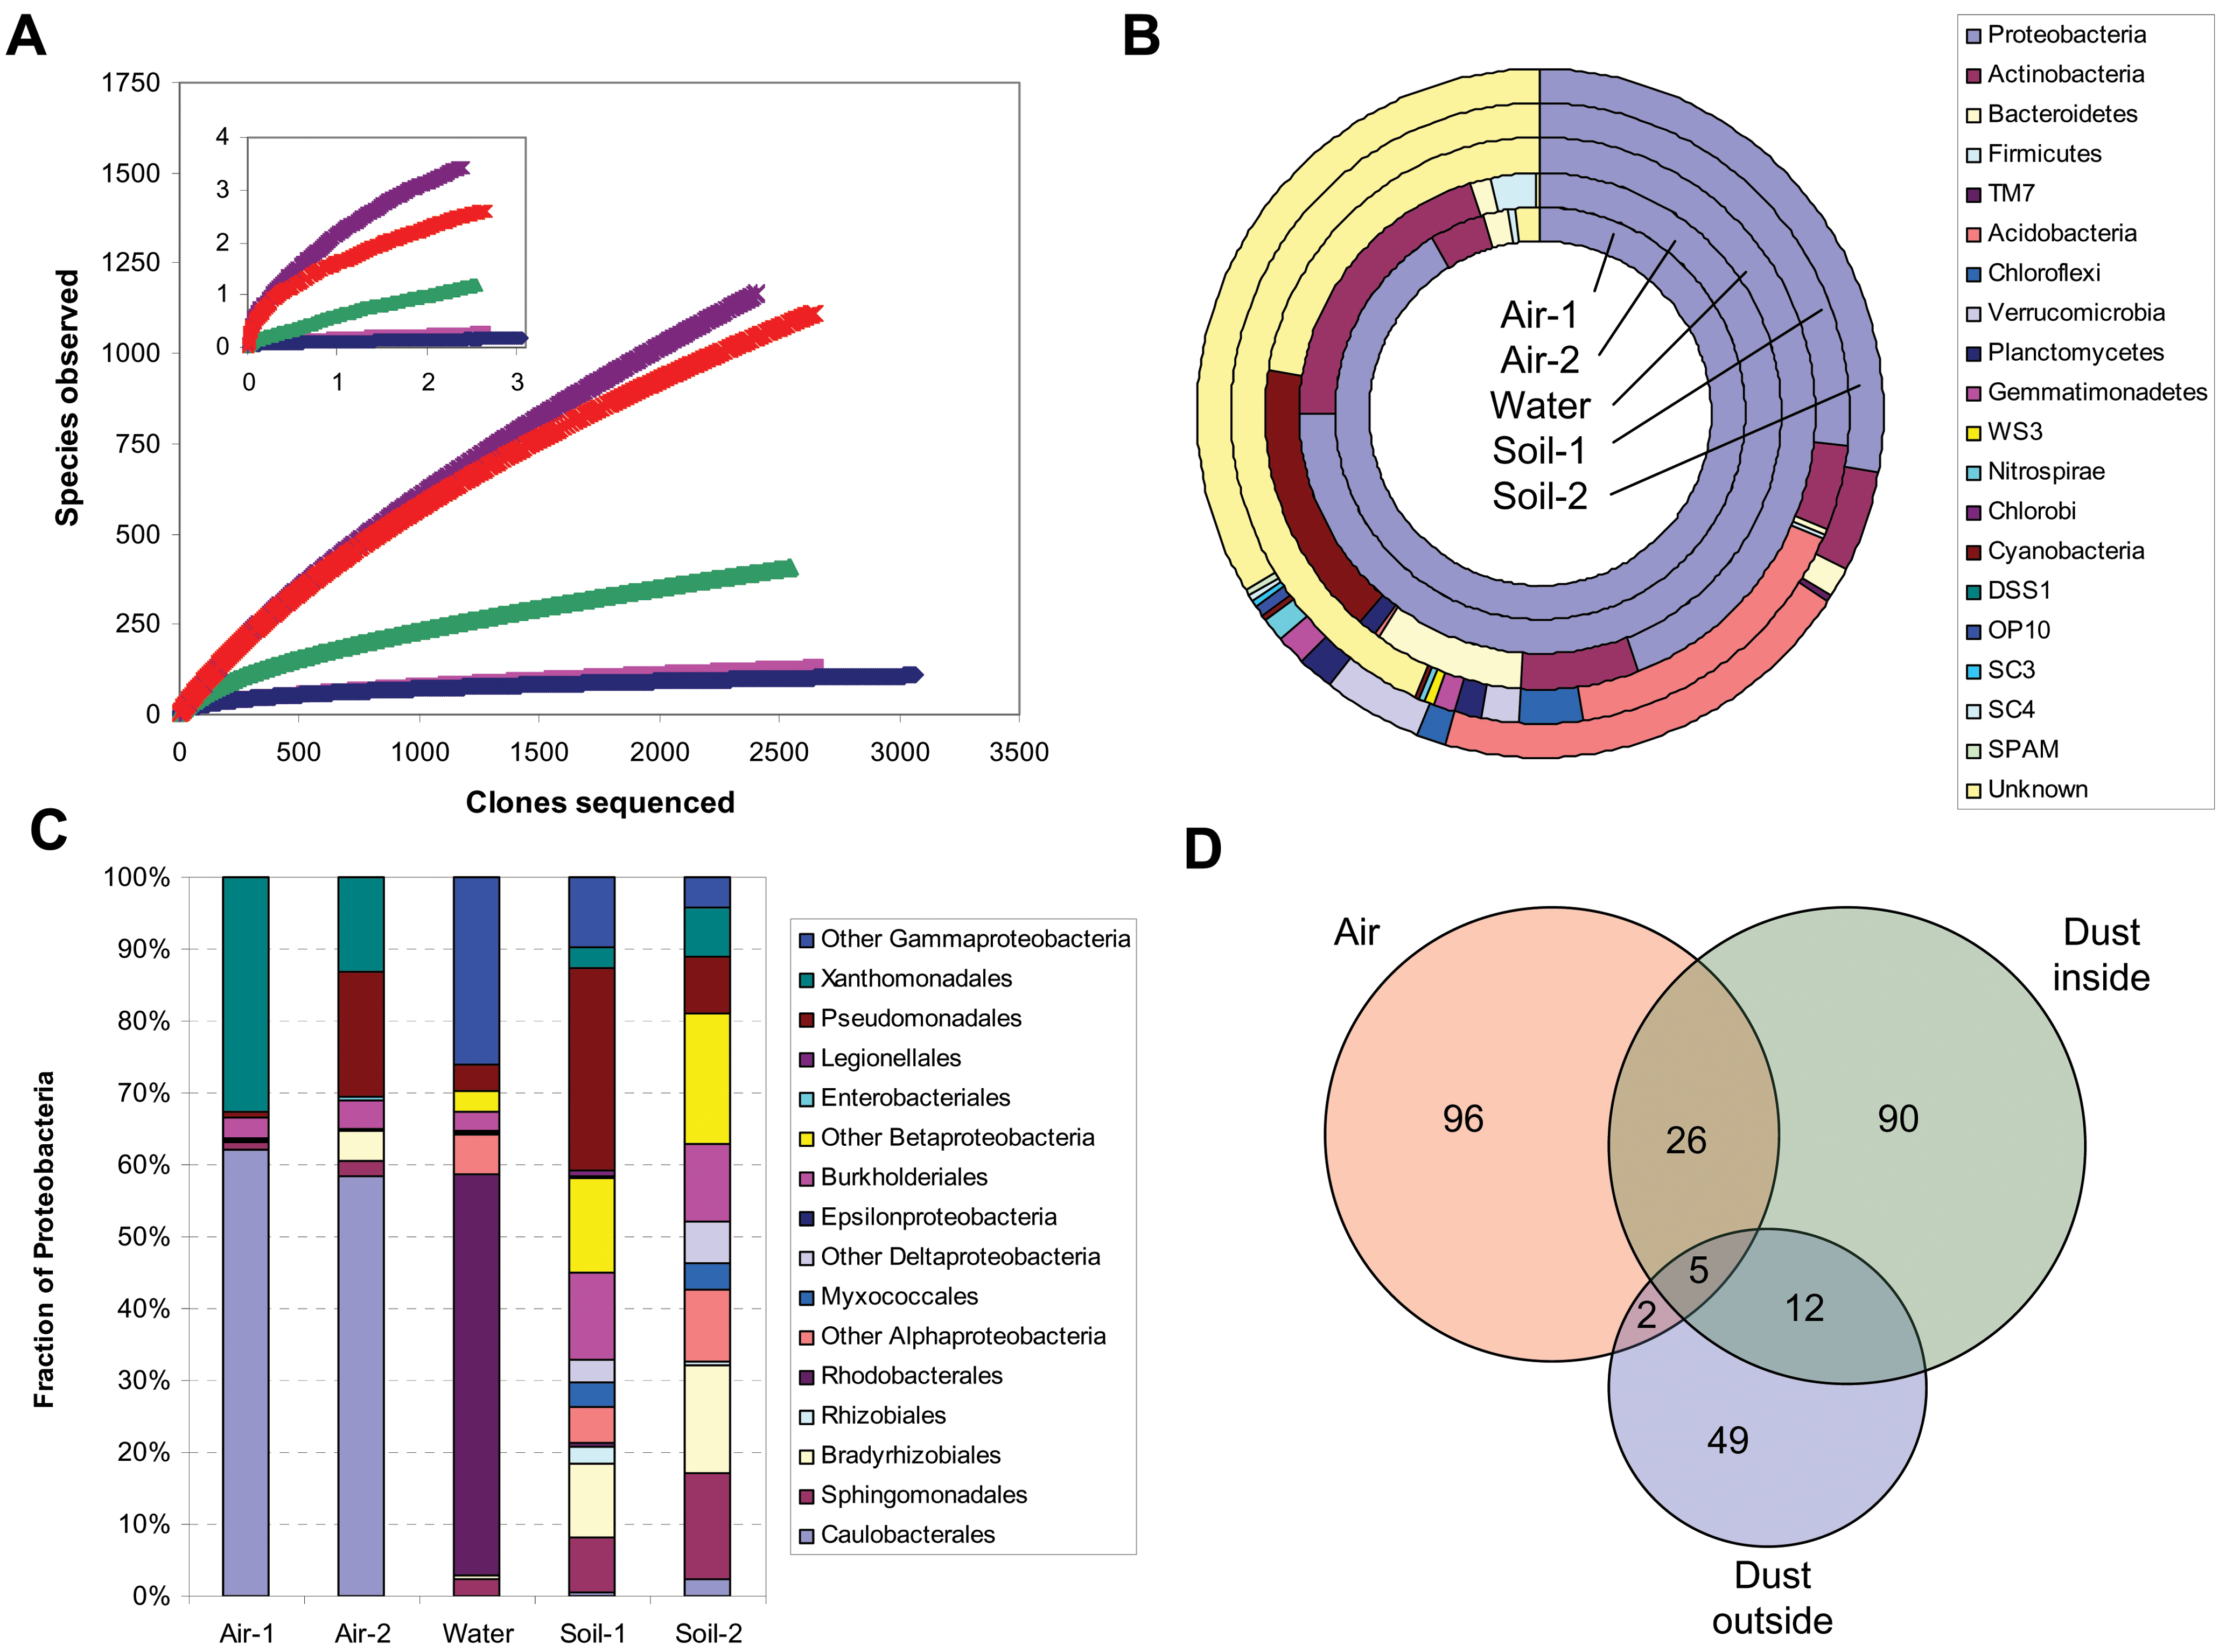 A
1750
1500
1250
1000
750
500
250
0
Species observed
4
3
2
1
0
0 1 2 3
0 500 1000 1500 2000 2500 3000 3500
Clones sequenced
B
Air-1
Air-2
Water
Soil-1
Soil-2
Proteobacteria
Actinobacteria
Bacteroidetes
Firmicutes
TM7
Acidobacteria
Chloroflexi
Verrucomicrobia
Planctomycetes
Gemmatimonadetes
WS3
Nitrospirae
Chlorobi
Cyanobacteria
DSS1
OP10
SC3
SC4
SPAM
Unknown
C
100%
90%
80%
70%
60%
50%
40%
30%
20%
10%
0%
Fraction of Proteobacteria
Air-1 Air-2 Water Soil-1 Soil-2
Other Gammaproteobacteria
Xanthomonadales
Pseudomonadales
Legionellales
Enterobacteriales
Other Betaproteobacteria
Burkholderiales
Epsilonproteobacteria
Other Deltaproteobacteria
Myxococcales
Other Alphaproteobacteria
Rhodobacterales
Rhizobiales
Bradyrhizobiales
Sphingomonadales
Caulobacterales
D
Air
Dust
inside
96
26
90
5
2
12
49
Dust
outside